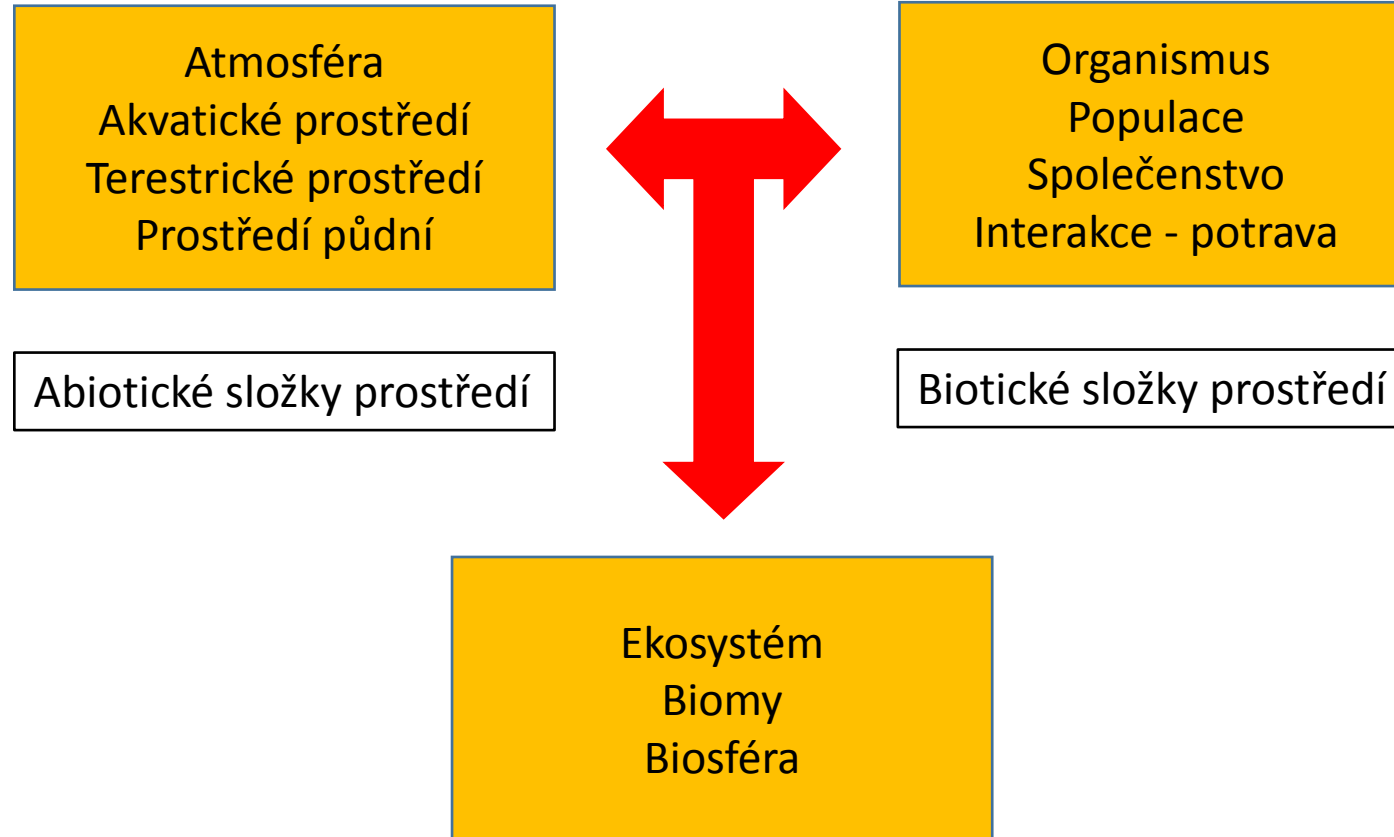 Atmosféra
Akvatické prostředí
Terestrické prostředí
Prostředí půdní
Abiotické složky prostředí
Organismus
Populace
Společenstvo
Interakce - potrava
Biotické složky prostředí
Ekosystém
Biomy
Biosféra